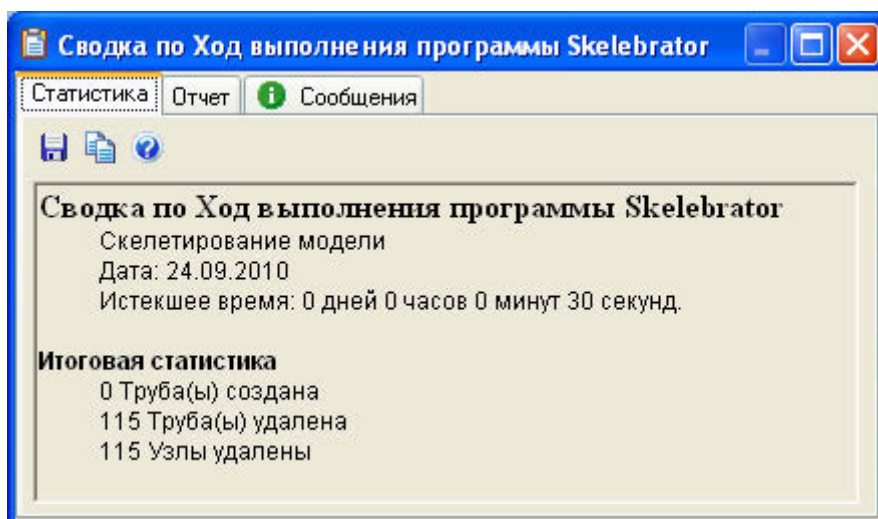 Сводка по Ход выполнения программы Skelebrator
Статистика Отчет Сообщения
Сводка по Ход выполнения программы Skelebrator
Скелетирование модели
Дата: 24.09.2010
Истекшее время: 0 дней 0 часов 0 минут 30 секунд.
Итоговая статистика
0 Труба(ы) создана
115 Труба(ы) удалена
115 Узлы удалены